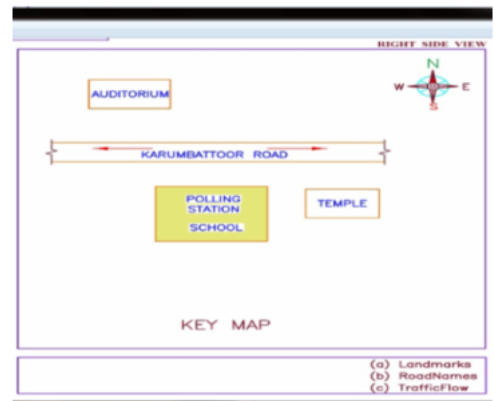 RIGHT SIDE VIEW
N
W E
S
AUDITORIUM
KARUMBATTOOR ROAD
POLLING
STATION
SCHOOL
TEMPLE
KEY MAP
(a) Landmarks
(b) RoadNames
(c) TrafficFlow